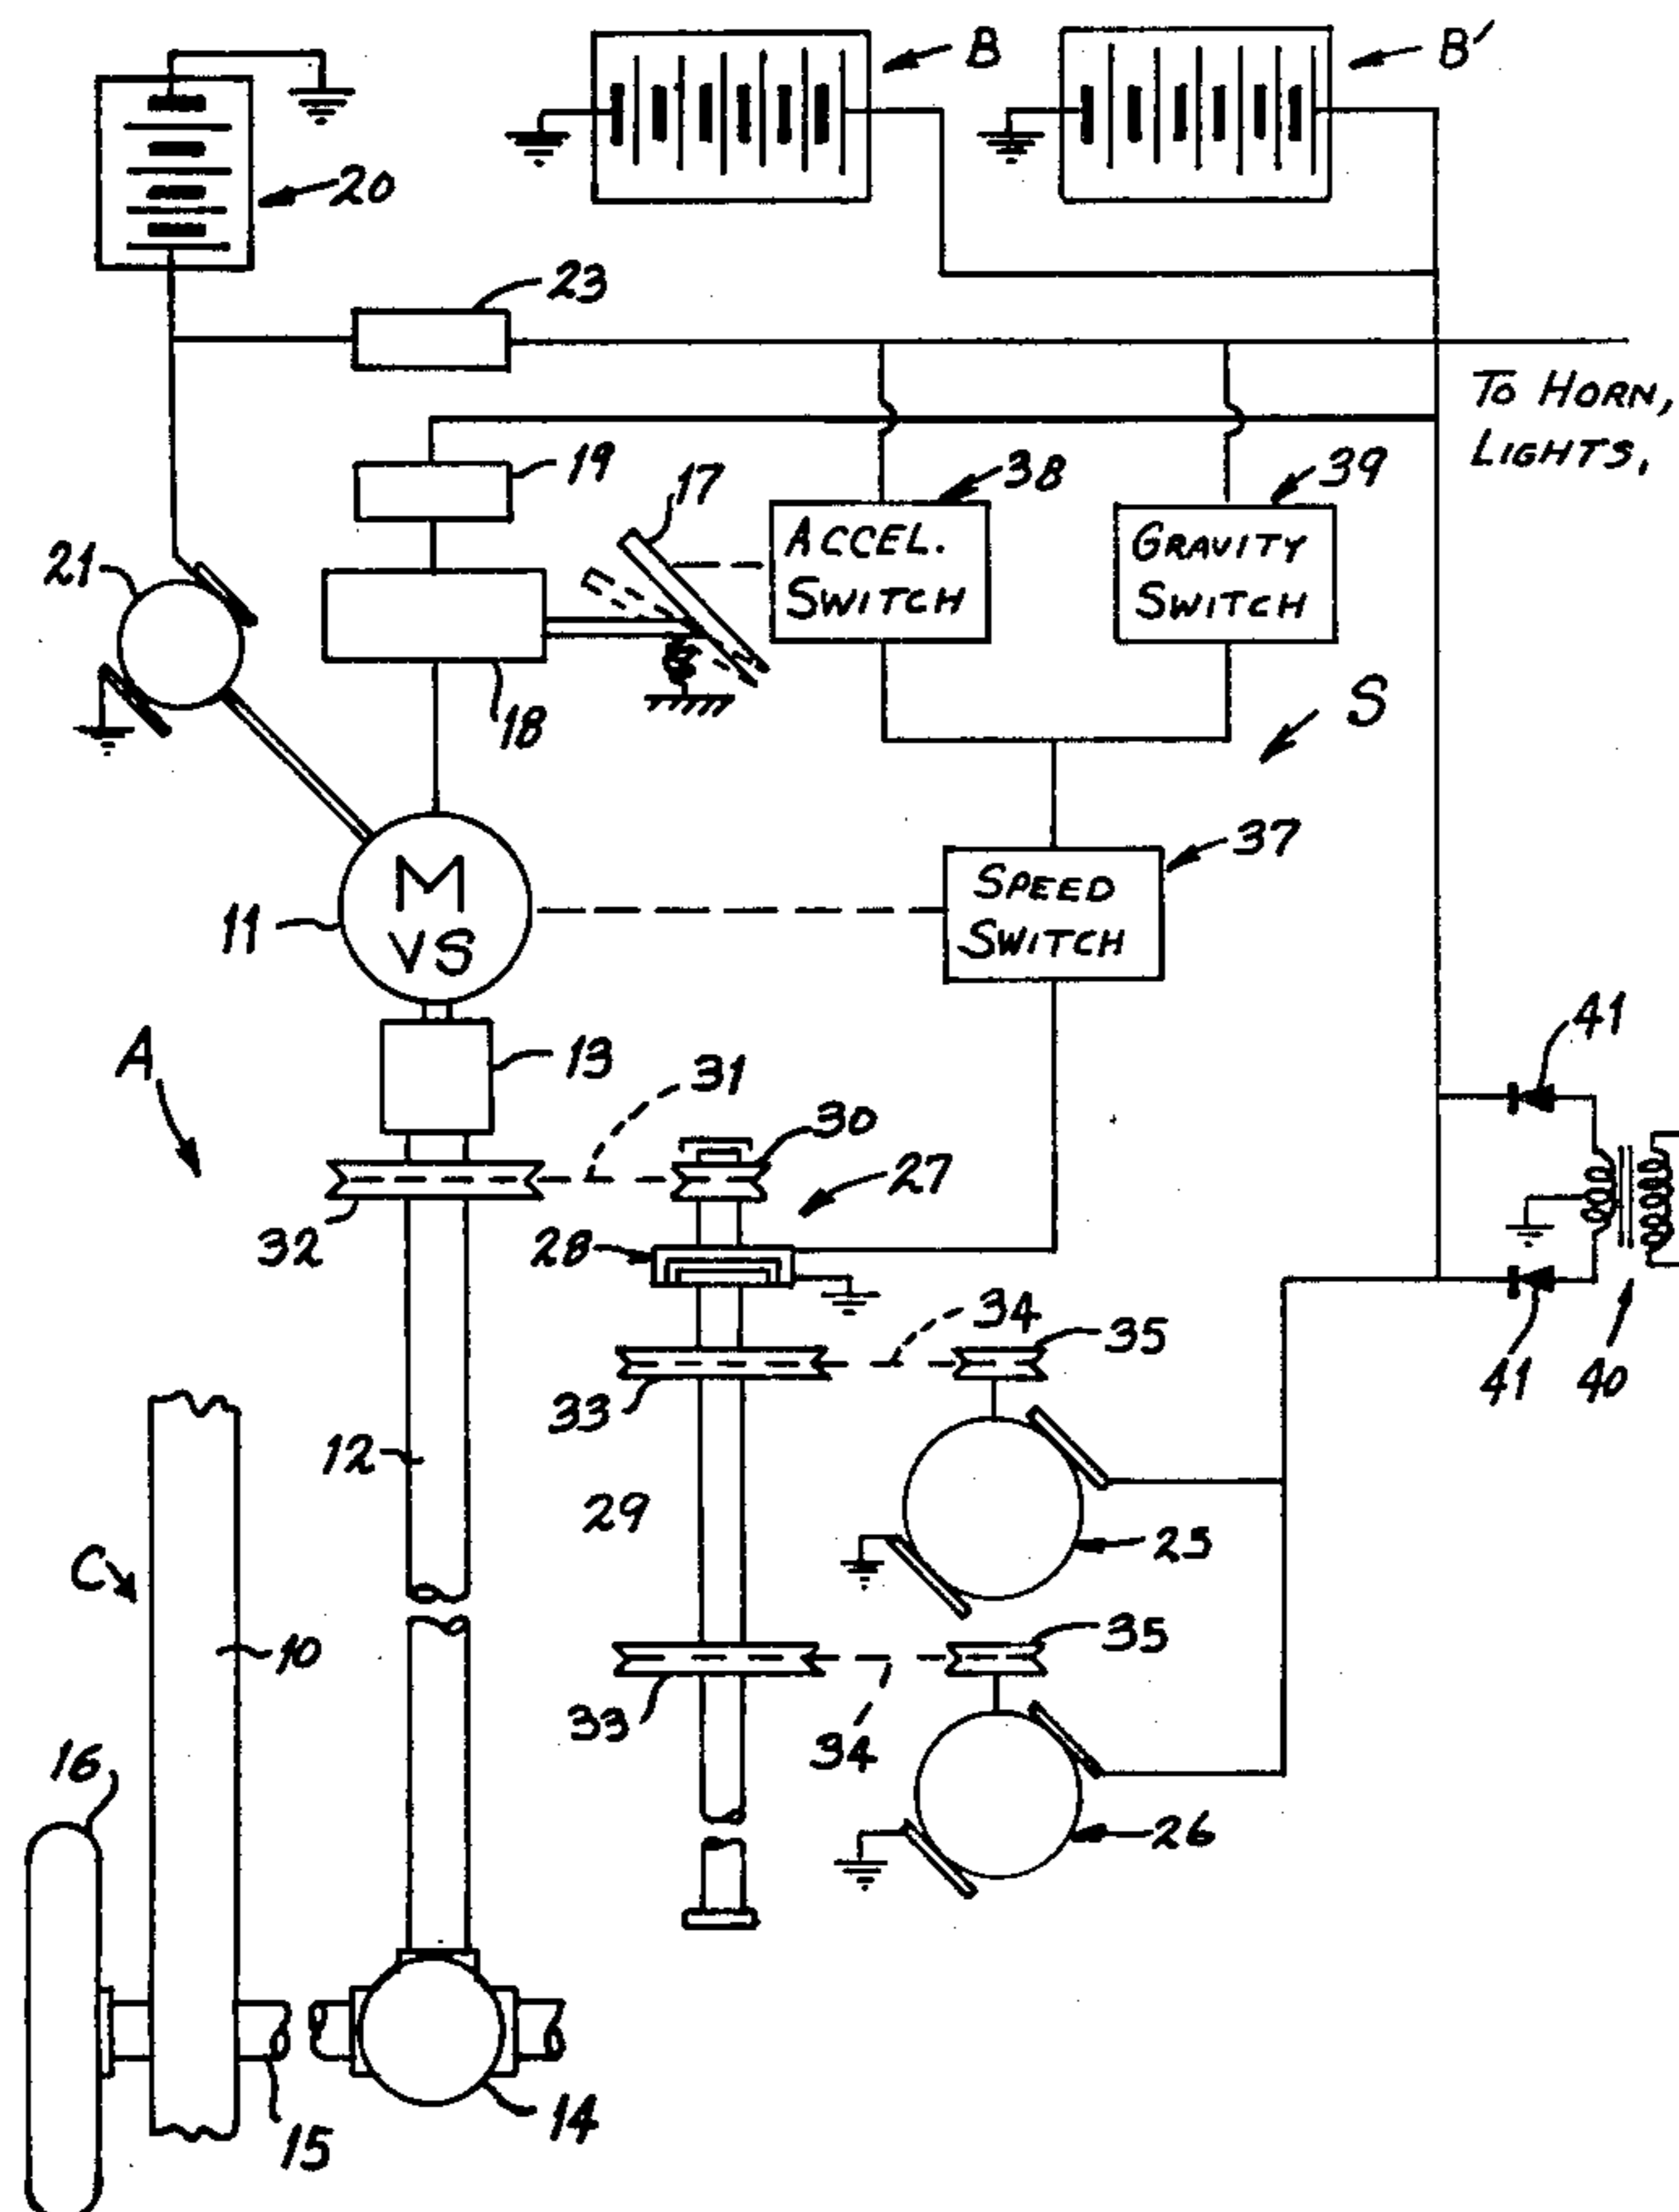 B
B'
20
23
TO HORN,
LIGHTS,
19
17
38
39
ACCEL.
SWITCH
GRAVITY
SWITCH
21
18
S
37
SPEED
SWITCH
M
VS
11
41
A
13
31
30
27
32
28
34
35
41
40
33
12
29
25
C
10
35
33
34
16
26
14
15